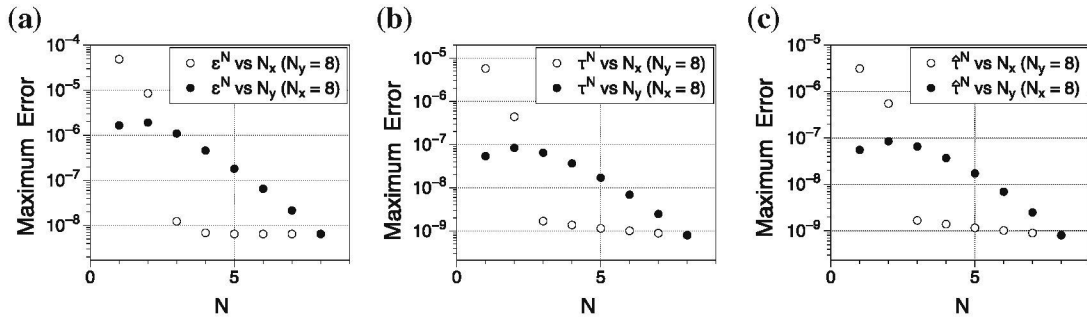 (a)
10⁻⁴
10⁻⁵
10⁻⁶
10⁻⁷
10⁻⁸
Maximum Error
ε^N vs N_x (N_y = 8)
ε^N vs N_y (N_x = 8)
0
5
N
(b)
10⁻⁵
10⁻⁶
10⁻⁷
10⁻⁸
10⁻⁹
Maximum Error
τ^N vs N_x (N_y = 8)
τ^N vs N_y (N_x = 8)
0
5
N
(c)
10⁻⁵
10⁻⁶
10⁻⁷
10⁻⁸
10⁻⁹
Maximum Error
τ̂^N vs N_x (N_y = 8)
τ̂^N vs N_y (N_x = 8)
0
5
N